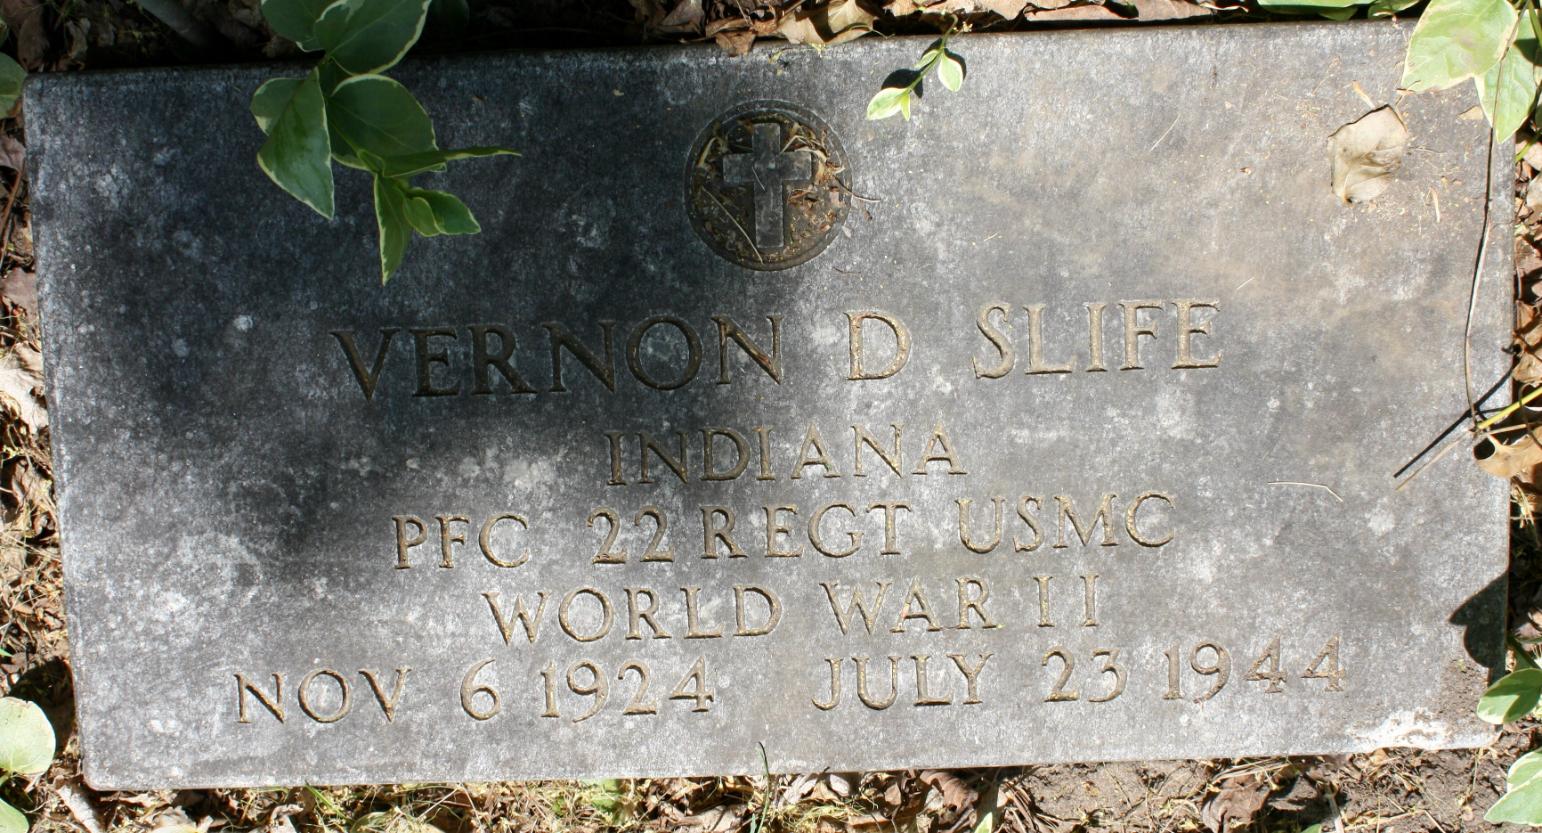 VERNON D SLIFE
INDIANA
PFC 22 REGT USMC
WORLD WAR II
NOV 6 1924 JULY 23 1944